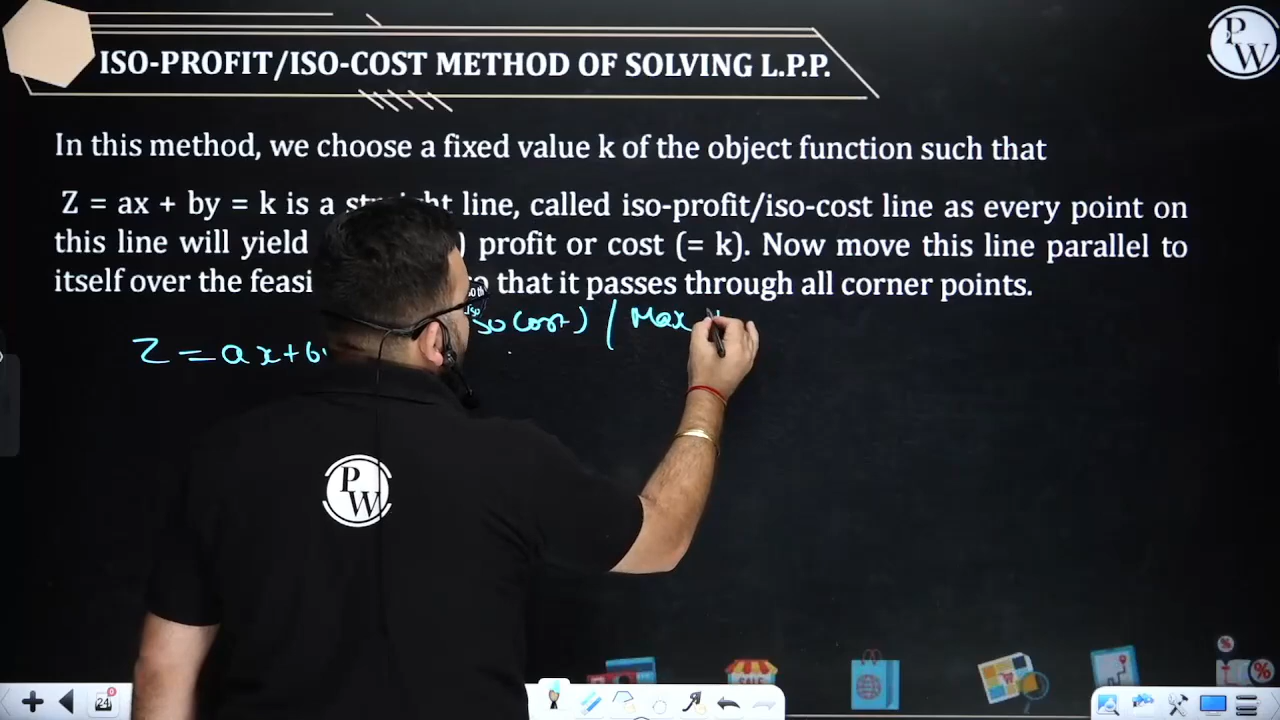 ISO-PROFIT/ISO-COST METHOD OF SOLVING L.P.P.
P
W
In this method, we choose a fixed value k of the object function such that
Z = ax + by = k is a line, called iso-profit/iso-cost line as every point on
this line will yield profit or cost (= k). Now move this line parallel to
itself over the that it passes through all corner points.
cost) / Max
Z = ax + b
P
W
24
SALE